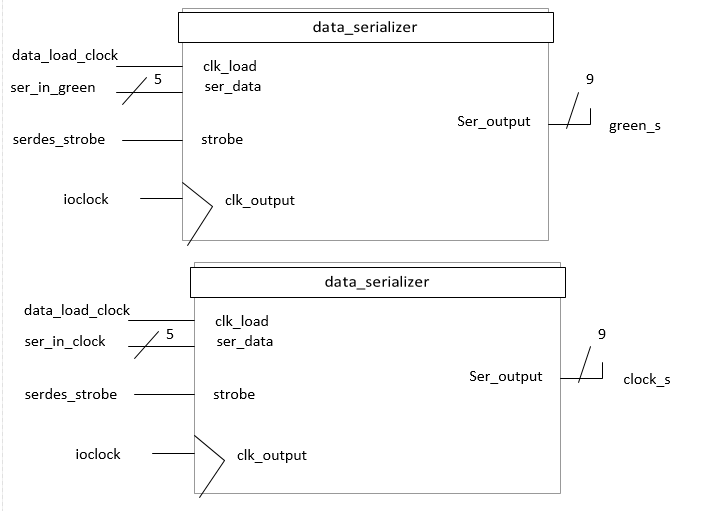 data_serializer
data_load_clock
clk_load
5
9
ser_in_green
ser_data
Ser_output
green_s
serdes_strobe
strobe
ioclock
clk_output
data_serializer
data_load_clock
clk_load
5
9
ser_in_clock
ser_data
Ser_output
clock_s
serdes_strobe
strobe
ioclock
clk_output